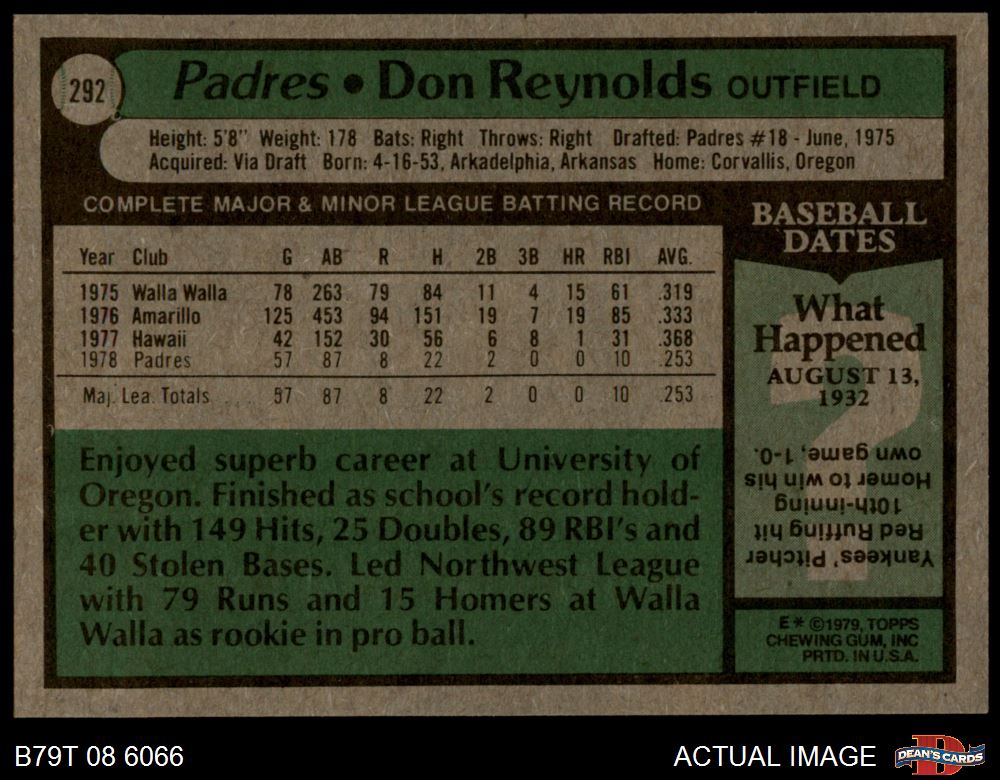 292
Padres • Don Reynolds OUTFIELD
Height: 5'8" Weight: 178 Bats: Right Throws: Right Drafted: Padres #18 - June, 1975
Acquired: Via Draft Born: 4-16-53, Arkadelphia, Arkansas Home: Corvallis, Oregon
COMPLETE MAJOR & MINOR LEAGUE BATTING RECORD
Year Club G AB R H 2B 3B HR RBI AVG.
1975 Walla Walla 78 263 79 84 11 4 15 61 .319
1976 Amarillo 125 453 94 151 19 7 19 85 .333
1977 Hawaii 42 152 30 56 6 8 1 31 .368
1978 Padres 57 87 8 22 2 0 0 10 .253
Maj. Lea. Totals 57 87 8 22 2 0 0 10 .253
Enjoyed superb career at University of
Oregon. Finished as school's record hold-
er with 149 Hits, 25 Doubles, 89 RBI's and
40 Stolen Bases. Led Northwest League
with 79 Runs and 15 Homers at Walla
Walla as rookie in pro ball.
BASEBALL
DATES
What
Happened
AUGUST 13,
1932
?
Yankees' Pitcher
Red Ruffing hit
10th-inning
Homer to win his
own game, 1-0.
E* ©1979, TOPPS
CHEWING GUM, INC
PRTD. IN U.S.A.
B79T 08 6066
ACTUAL IMAGE
D
DEAN'S CARDS